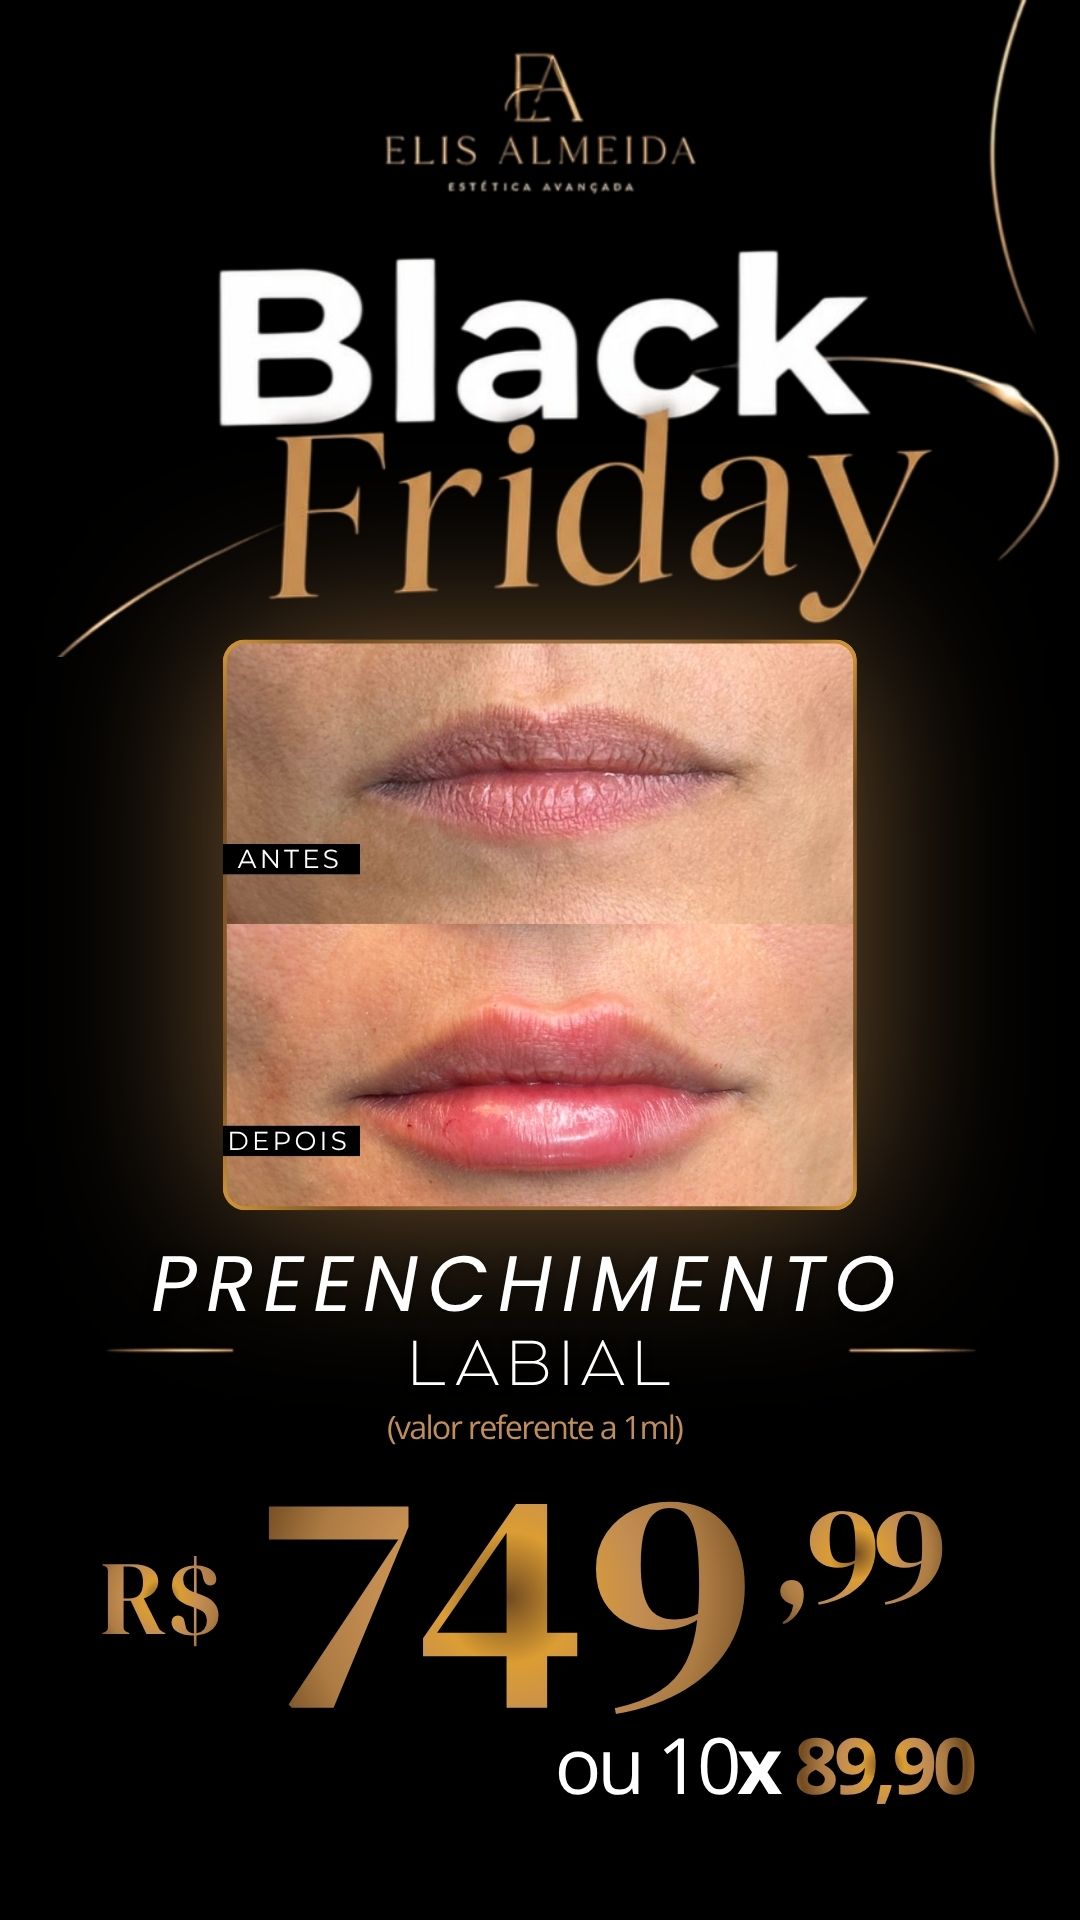 EA
ELIS ALMEIDA
ESTÉTICA AVANÇADA
Black
Friday
ANTES
DEPOIS
PREENCHIMENTO
LABIAL
(valor referente a 1ml)
R$ 749,99
ou 10x 89,90